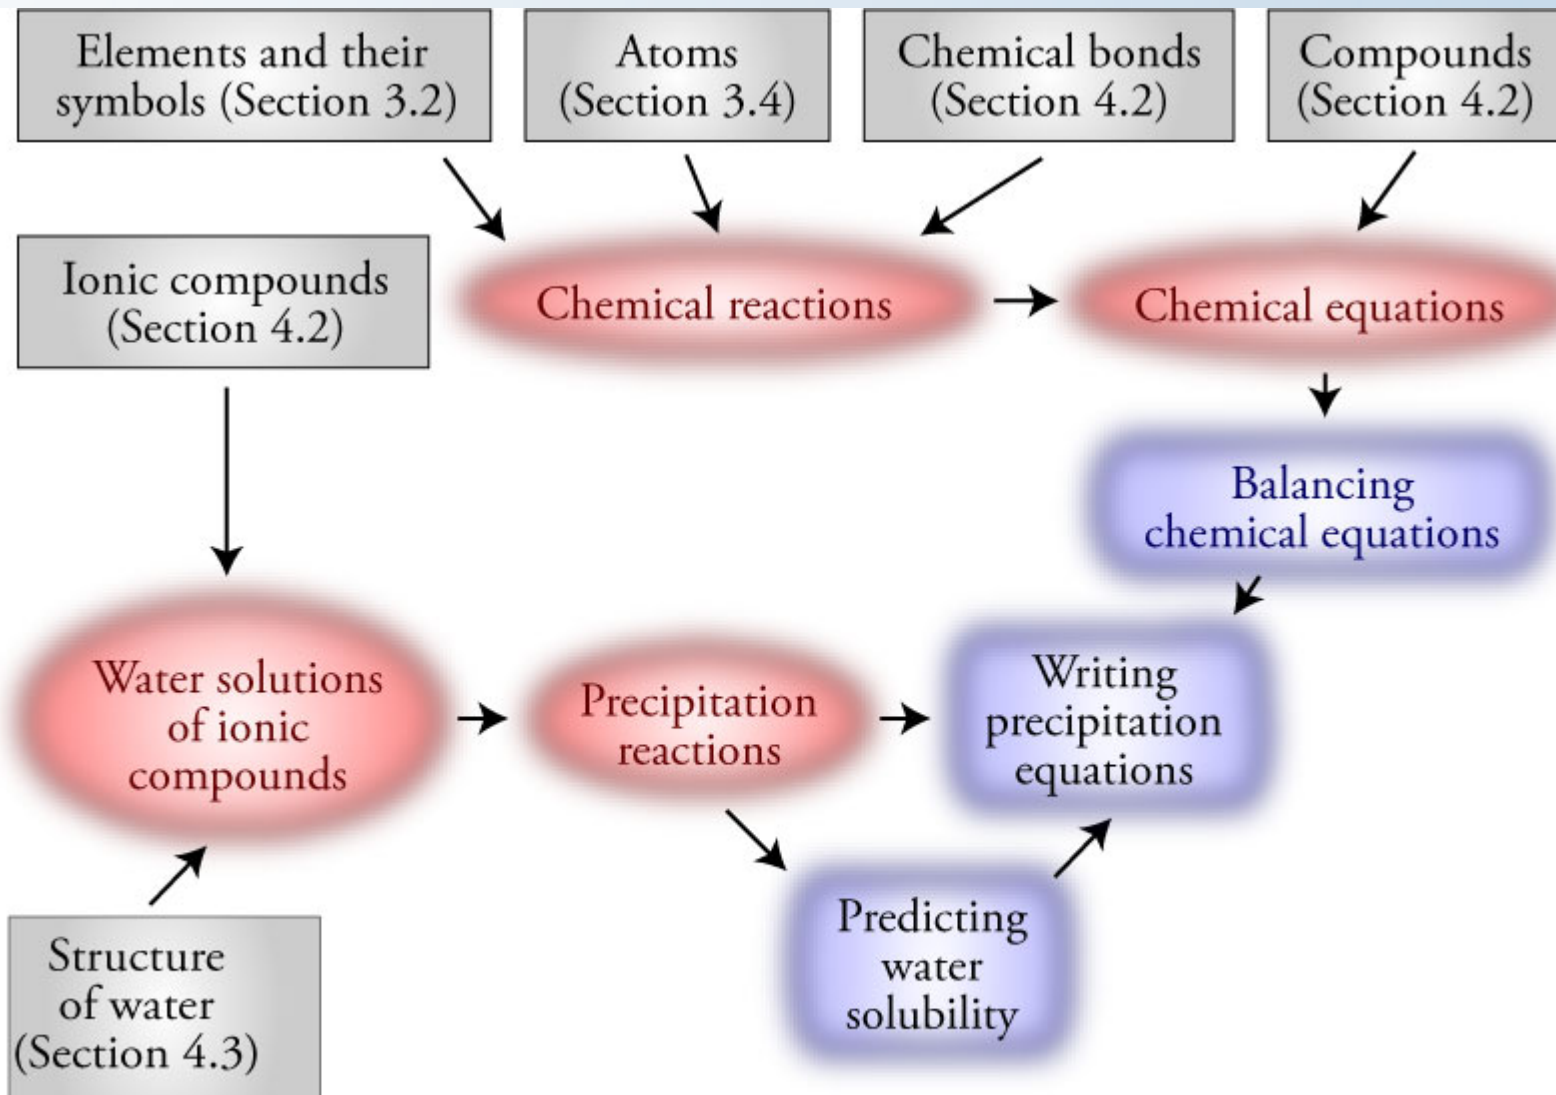 Elements and their
symbols (Section 3.2)
Atoms
(Section 3.4)
Chemical bonds
(Section 4.2)
Compounds
(Section 4.2)
Ionic compounds
(Section 4.2)
Chemical reactions
Chemical equations
Balancing
chemical equations
Water solutions
of ionic
compounds
Precipitation
reactions
Writing
precipitation
equations
Predicting
water
solubility
Structure
of water
(Section 4.3)